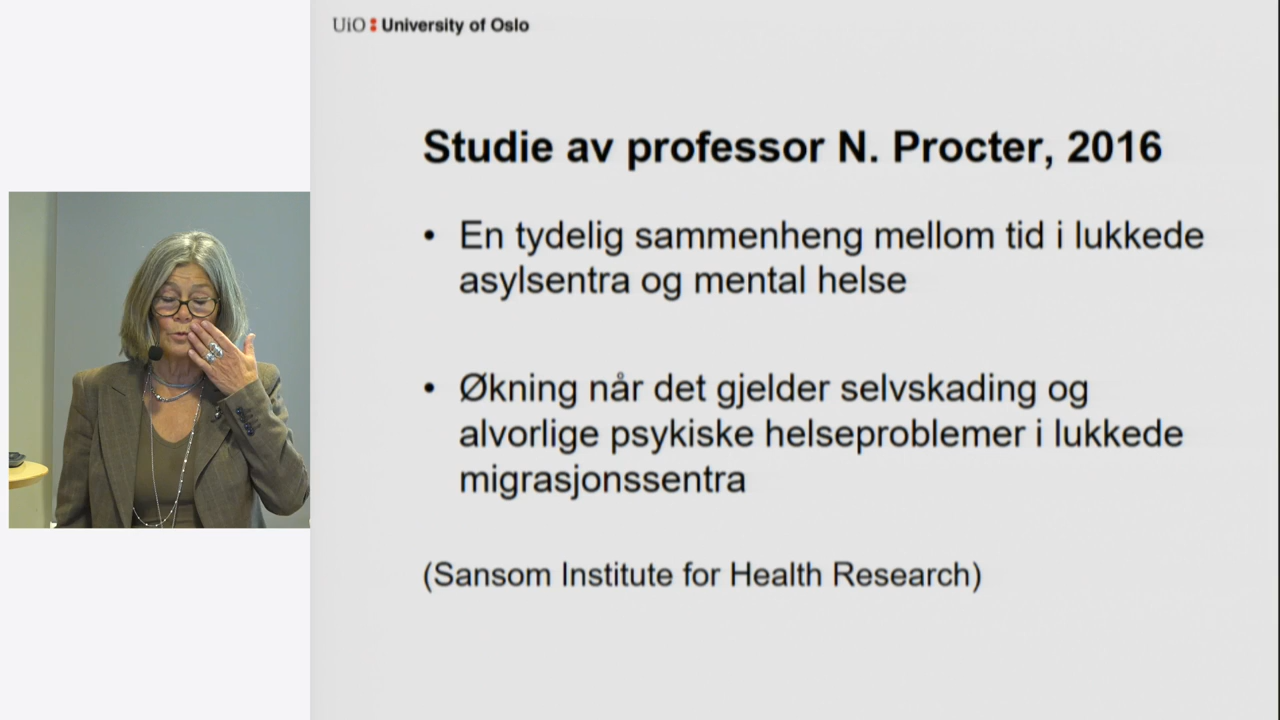 UiO : University of Oslo
Studie av professor N. Procter, 2016
• En tydelig sammenheng mellom tid i lukkede
asylsentra og mental helse
• Økning når det gjelder selvskading og
alvorlige psykiske helseproblemer i lukkede
migrasjonssentra
(Sansom Institute for Health Research)